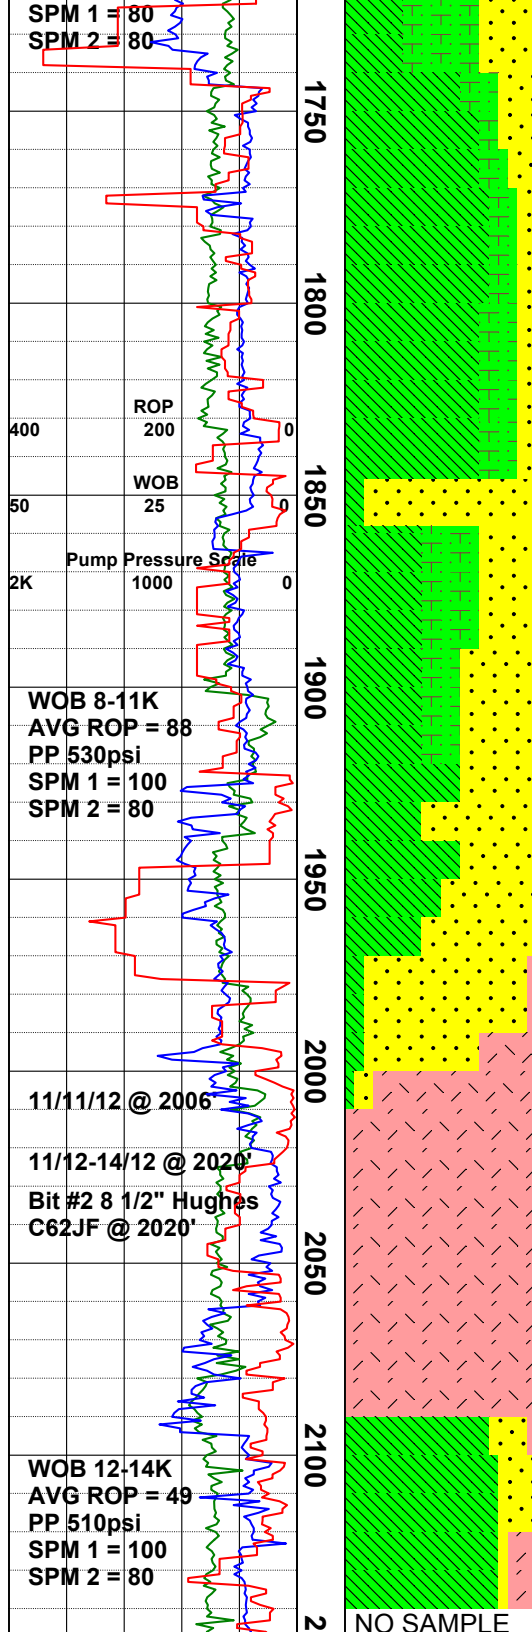 SPM 1 = 80
SPM 2 = 80
1750
1800
ROP
400 200 0
1850
WOB
50 25 0
Pump Pressure Scale
2K 1000 0
1900
WOB 8-11K
AVG ROP = 88
PP 530psi
SPM 1 = 100
SPM 2 = 80
1950
2000
11/11/12 @ 2006'
11/12-14/12 @ 2020'
Bit #2 8 1/2" Hughes
C62JF @ 2020'
2050
2100
WOB 12-14K
AVG ROP = 49
PP 510psi
SPM 1 = 100
SPM 2 = 80
2
NO SAMPLE